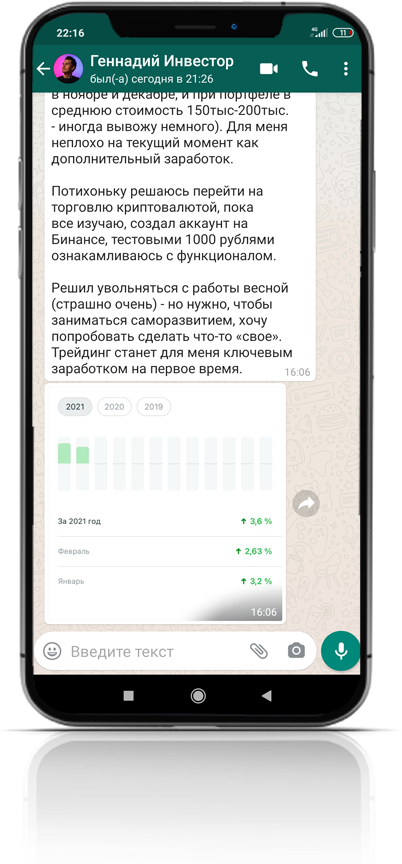 22:16
4G
11
Геннадий Инвестор
был(-а) сегодня в 21:26
в ноябре и декабре, и при портфеле в
среднюю стоимость 150тыс-200тыс.
- иногда вывожу немного). Для меня
неплохо на текущий момент как
дополнительный заработок.
Потихоньку решаюсь перейти на
торговлю криптовалютой, пока
все изучаю, создал аккаунт на
Бинансе, тестовыми 1000 рублями
ознакамливаюсь с функционалом.
Решил увольняться с работы весной
(страшно очень) - но нужно, чтобы
заниматься саморазвитием, хочу
попробовать сделать что-то «свое».
Трейдинг станет для меня ключевым
заработком на первое время.
16:06
2021 2020 2019
За 2021 год ↑ 3,6 %
Февраль ↑ 2,63 %
Январь ↑ 3,2 %
16:06
Введите текст